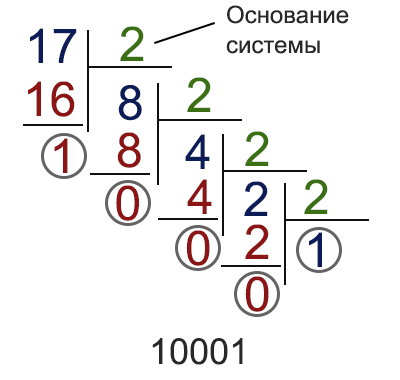 Основание
системы
17 2
16 8 2
1 8 4 2
0 4 2 2
0 2 1
0
10001